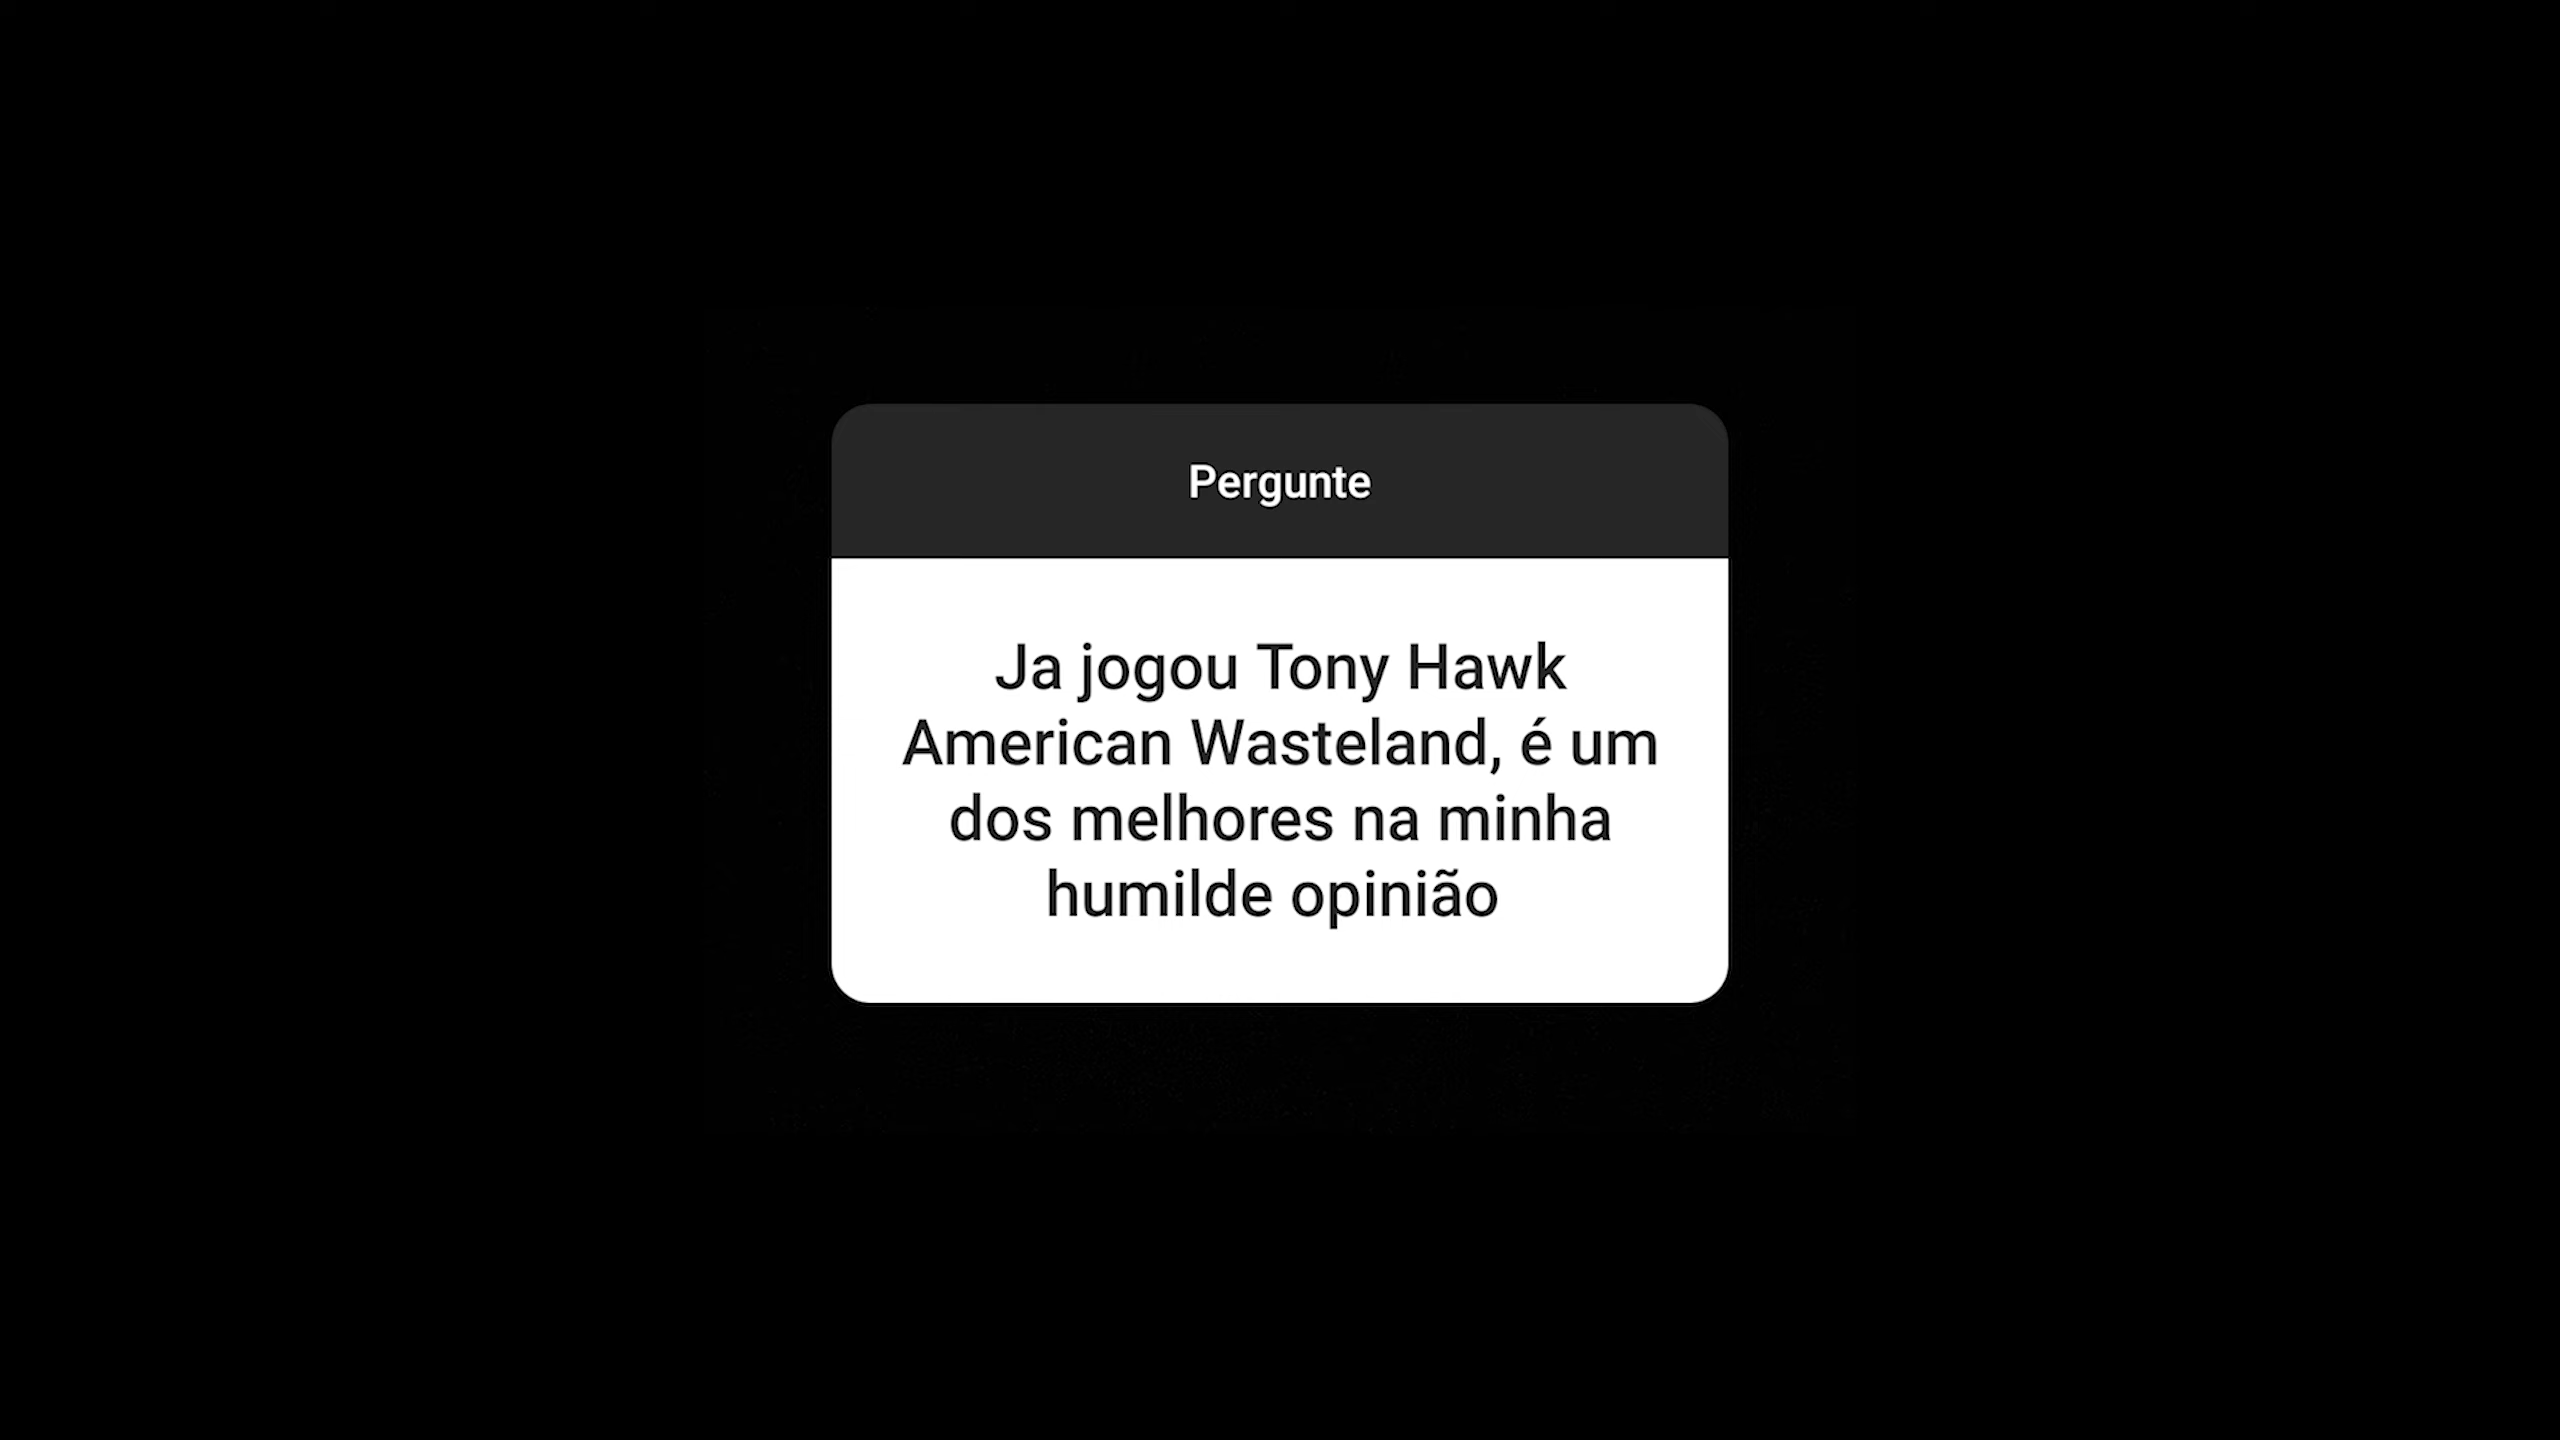 Pergunte
Ja jogou Tony Hawk
American Wasteland, é um
dos melhores na minha
humilde opinião